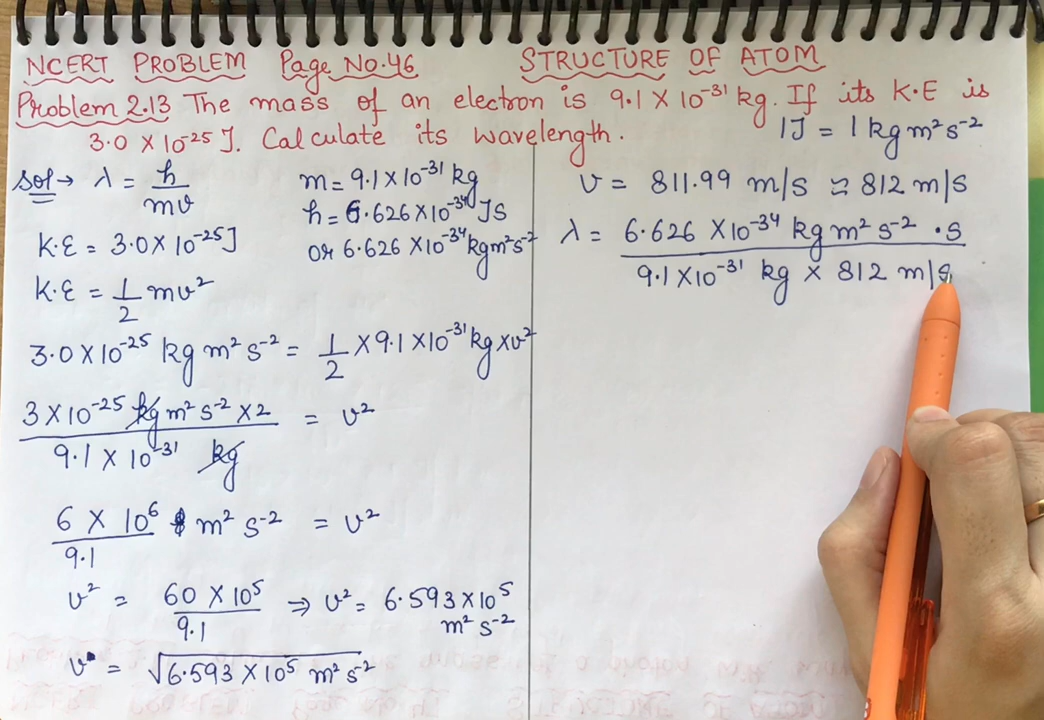 NCERT PROBLEM Page No.46 STRUCTURE OF ATOM
Problem 2.13 The mass of an electron is 9.1 X 10⁻³¹ kg. If its K.E is
3.0 X 10⁻²⁵ J. Calculate its wavelength.
1J = 1 kg m² s⁻²
Sol → λ = h/mv
m = 9.1 X 10⁻³¹ kg
h = 6.626 X 10⁻³⁴ JS
or 6.626 X 10⁻³⁴ kg m² s⁻²
K.E = 3.0 X 10⁻²⁵ J
K.E = 1/2 mv²
3.0 X 10⁻²⁵ kg m² s⁻² = 1/2 X 9.1 X 10⁻³¹ kg x v²
3 X 10⁻²⁵ kg m² s⁻² X 2 / 9.1 X 10⁻³¹ kg = v²
6 X 10⁶ / 9.1 m² s⁻² = v²
v² = 60 X 10⁵ / 9.1 ⇒ v² = 6.593 X 10⁵
m² s⁻²
v = √6.593 X 10⁵ m² s⁻²
v = 811.99 m/s ≈ 812 m/s
λ = 6.626 X 10⁻³⁴ kg m² s⁻² · s / 9.1 X 10⁻³¹ kg x 812 m/s